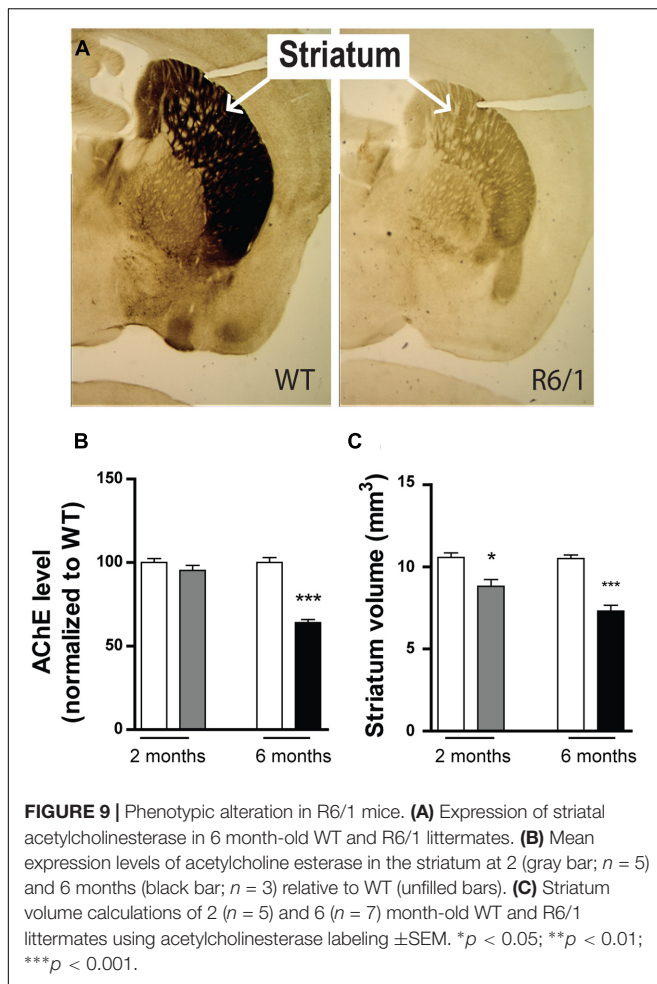 A
Striatum
WT
R6/1
B
C
AChE level
(normalized to WT)
150
100
50
0
***
2 months
6 months
Striatum volume (mm³)
15
10
5
0
*
***
2 months
6 months
FIGURE 9 | Phenotypic alteration in R6/1 mice. (A) Expression of striatal
acetylcholinesterase in 6 month-old WT and R6/1 littermates. (B) Mean
expression levels of acetylcholine esterase in the striatum at 2 (gray bar; n = 5)
and 6 months (black bar; n = 3) relative to WT (unfilled bars). (C) Striatum
volume calculations of 2 (n = 5) and 6 (n = 7) month-old WT and R6/1
littermates using acetylcholinesterase labeling ±SEM. *p < 0.05; **p < 0.01;
***p < 0.001.